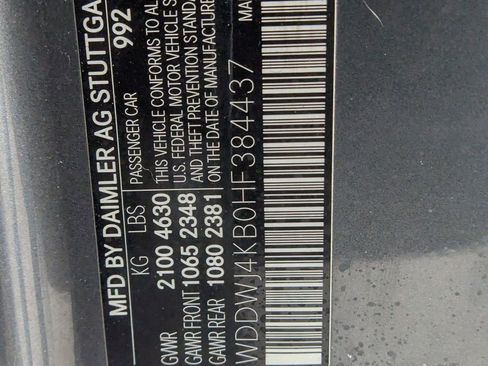 MFD BY DAIMLER AG STUTTGA
992
KG LBS PASSENGER CAR
GVWR 2100 4630 THIS VEHICLE CONFORMS TO AL
GAWR FRONT 1065 2348 U.S. FEDERAL MOTOR VEHICLE S
AND THEFT PREVENTION STANDA
GAWR REAR 1080 2381 ON THE DATE OF MANUFACTUR
WDDWJ4KB0HF384437 MA